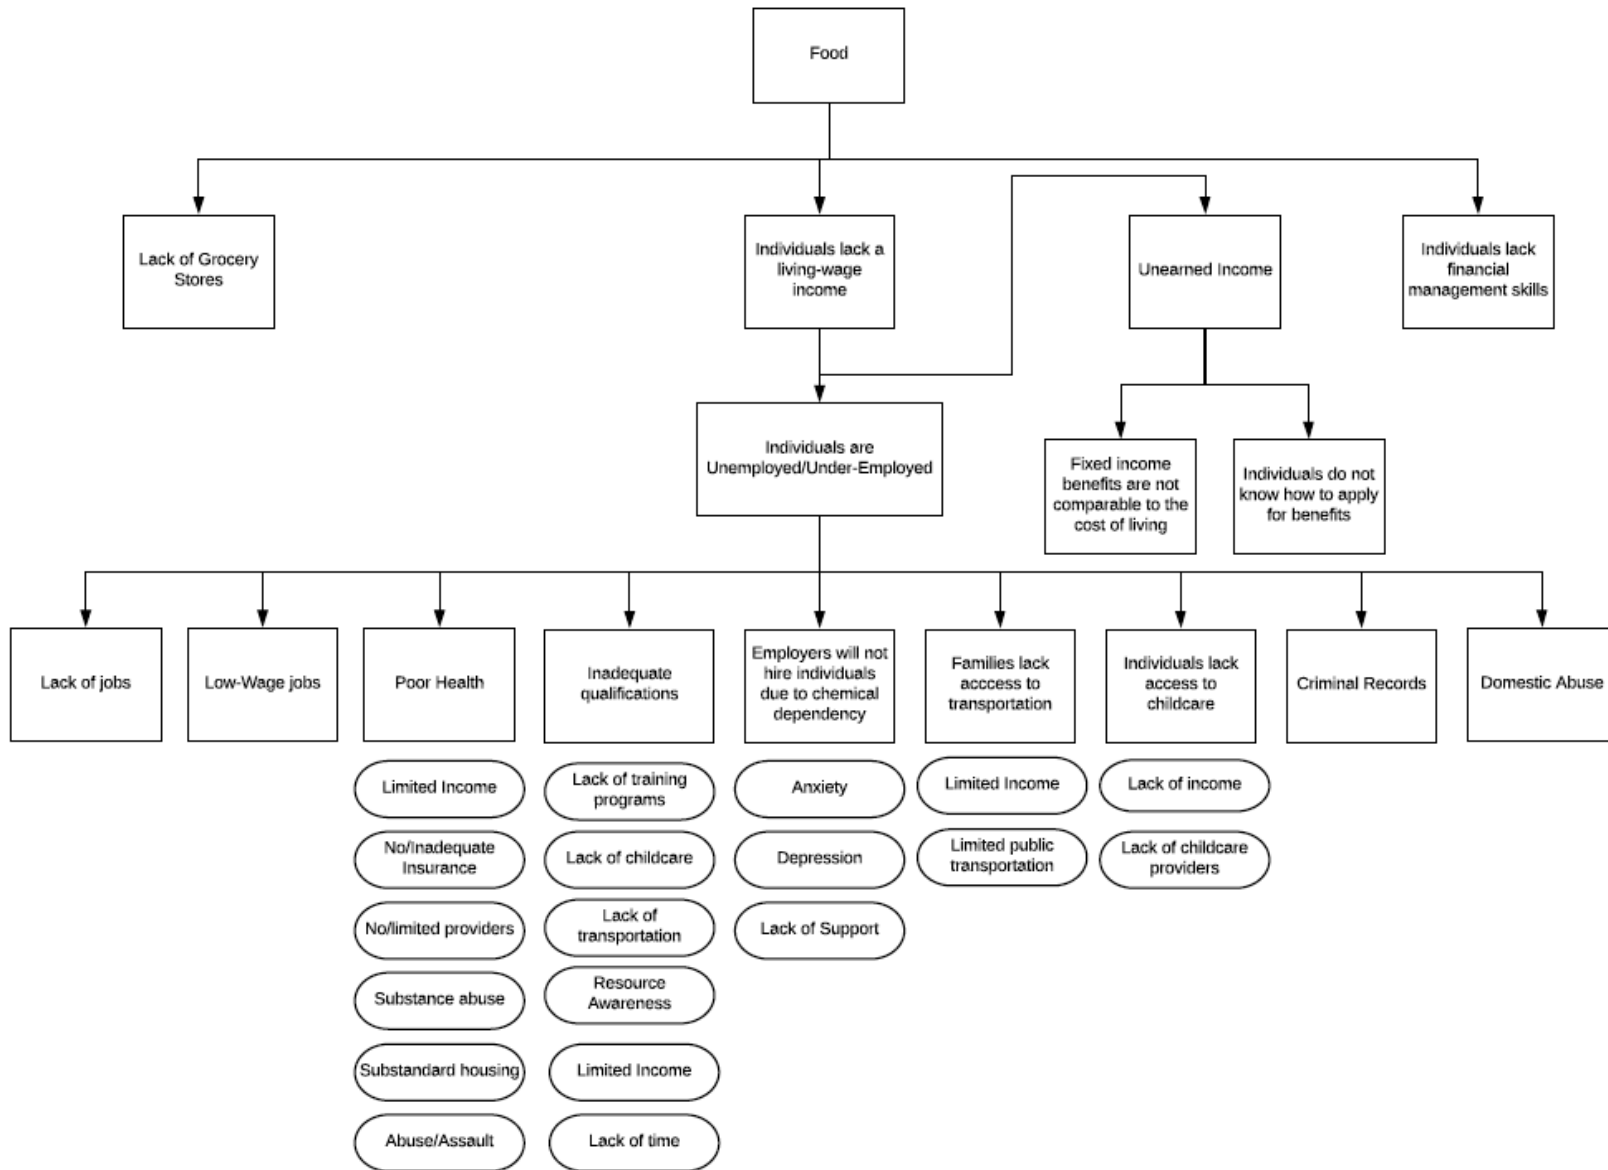 Food
Lack of Grocery
Stores
Individuals lack a
living-wage
income
Unearned Income
Individuals lack
financial
management skills
Individuals are
Unemployed/Under-Employed
Fixed income
benefits are not
comparable to the
cost of living
Individuals do not
know how to apply
for benefits
Lack of jobs
Low-Wage jobs
Poor Health
Inadequate
qualifications
Employers will not
hire individuals
due to chemical
dependency
Families lack
acccess to
transportation
Individuals lack
access to
childcare
Criminal Records
Domestic Abuse
Limited Income
No/Inadequate
Insurance
No/limited providers
Substance abuse
Substandard housing
Abuse/Assault
Lack of training
programs
Lack of childcare
Lack of
transportation
Resource
Awareness
Limited Income
Lack of time
Anxiety
Depression
Lack of Support
Limited Income
Limited public
transportation
Lack of income
Lack of childcare
providers